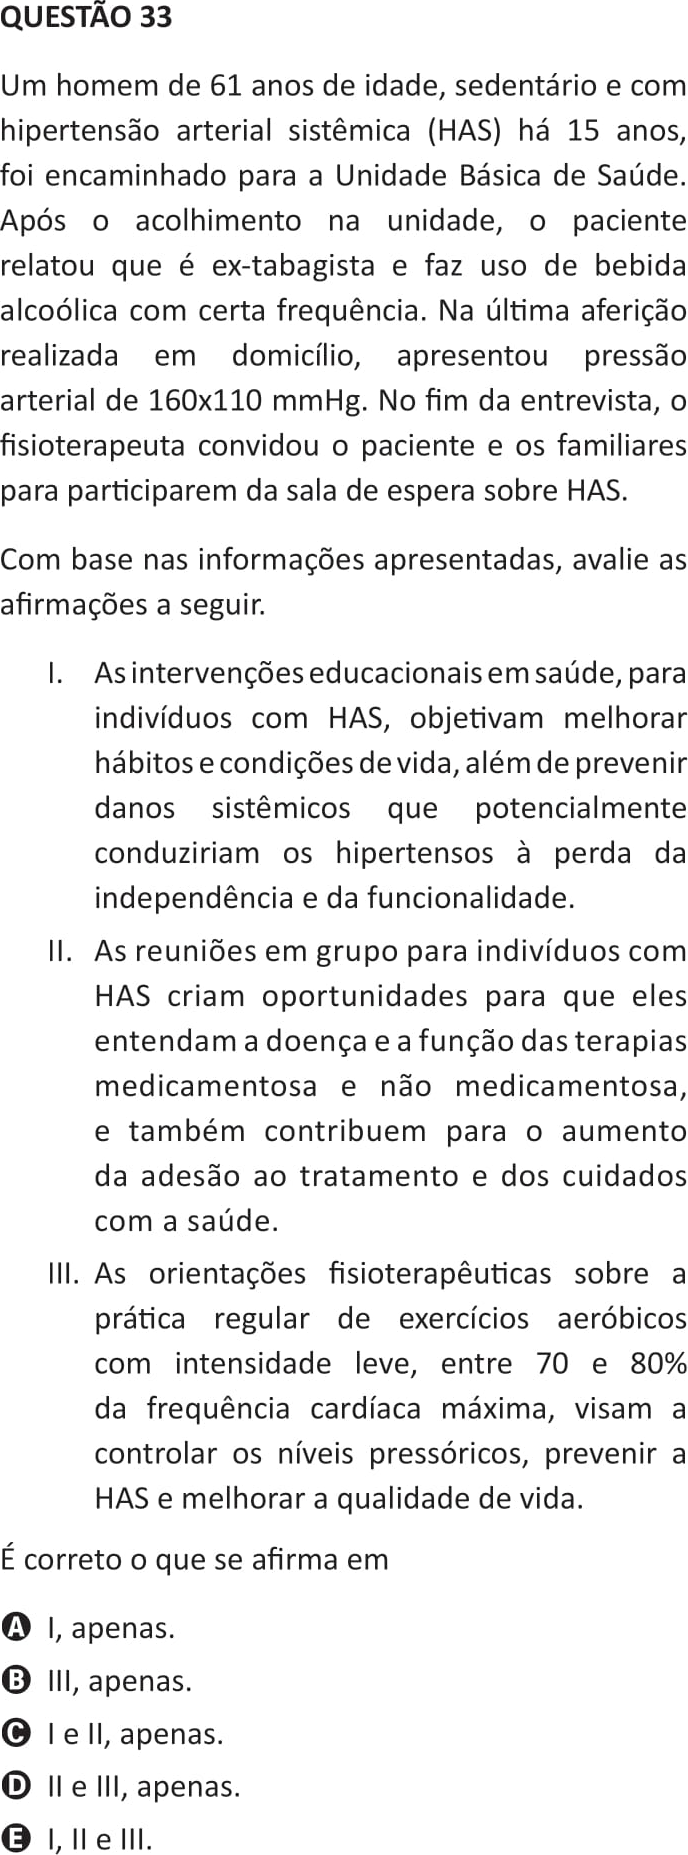 QUESTÃO 33
Um homem de 61 anos de idade, sedentário e com
hipertensão arterial sistêmica (HAS) há 15 anos,
foi encaminhado para a Unidade Básica de Saúde.
Após o acolhimento na unidade, o paciente
relatou que é ex-tabagista e faz uso de bebida
alcoólica com certa frequência. Na última aferição
realizada em domicílio, apresentou pressão
arterial de 160x110 mmHg. No fim da entrevista, o
fisioterapeuta convidou o paciente e os familiares
para participarem da sala de espera sobre HAS.
Com base nas informações apresentadas, avalie as
afirmações a seguir.
I. As intervenções educacionais em saúde, para
indivíduos com HAS, objetivam melhorar
hábitos e condições de vida, além de prevenir
danos sistêmicos que potencialmente
conduziriam os hipertensos à perda da
independência e da funcionalidade.
II. As reuniões em grupo para indivíduos com
HAS criam oportunidades para que eles
entendam a doença e a função das terapias
medicamentosa e não medicamentosa,
e também contribuem para o aumento
da adesão ao tratamento e dos cuidados
com a saúde.
III. As orientações fisioterapêuticas sobre a
prática regular de exercícios aeróbicos
com intensidade leve, entre 70 e 80%
da frequência cardíaca máxima, visam a
controlar os níveis pressóricos, prevenir a
HAS e melhorar a qualidade de vida.
É correto o que se afirma em
A I, apenas.
B III, apenas.
C I e II, apenas.
D II e III, apenas.
E I, II e III.